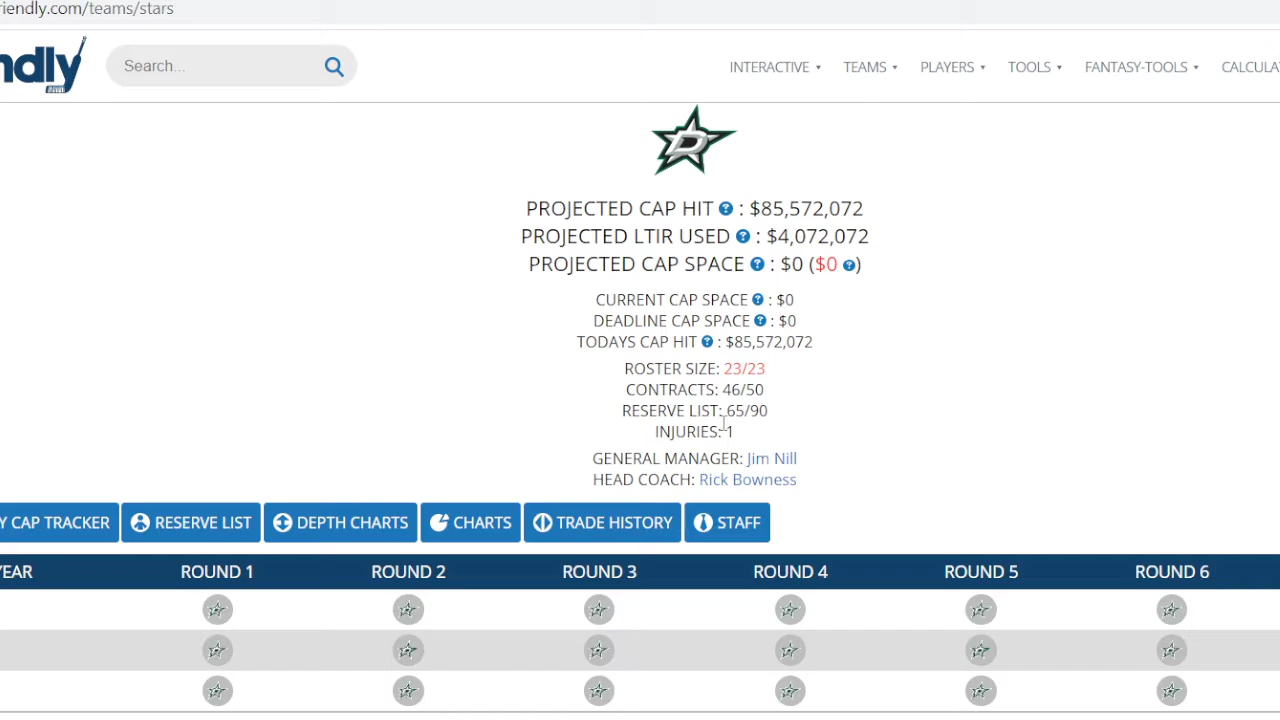 riendly.com/teams/stars
ndly
Search...
INTERACTIVE
TEAMS
PLAYERS
TOOLS
FANTASY-TOOLS
CALCULA
D
PROJECTED CAP HIT ? : $85,572,072
PROJECTED LTIR USED ? : $4,072,072
PROJECTED CAP SPACE ? : $0 ($0 ?)
CURRENT CAP SPACE ? : $0
DEADLINE CAP SPACE ? : $0
TODAYS CAP HIT ? : $85,572,072
ROSTER SIZE: 23/23
CONTRACTS: 46/50
RESERVE LIST: 65/90
INJURIES: 1
GENERAL MANAGER: Jim Nill
HEAD COACH: Rick Bowness
Y CAP TRACKER
RESERVE LIST
DEPTH CHARTS
CHARTS
TRADE HISTORY
STAFF
YEAR
ROUND 1
ROUND 2
ROUND 3
ROUND 4
ROUND 5
ROUND 6